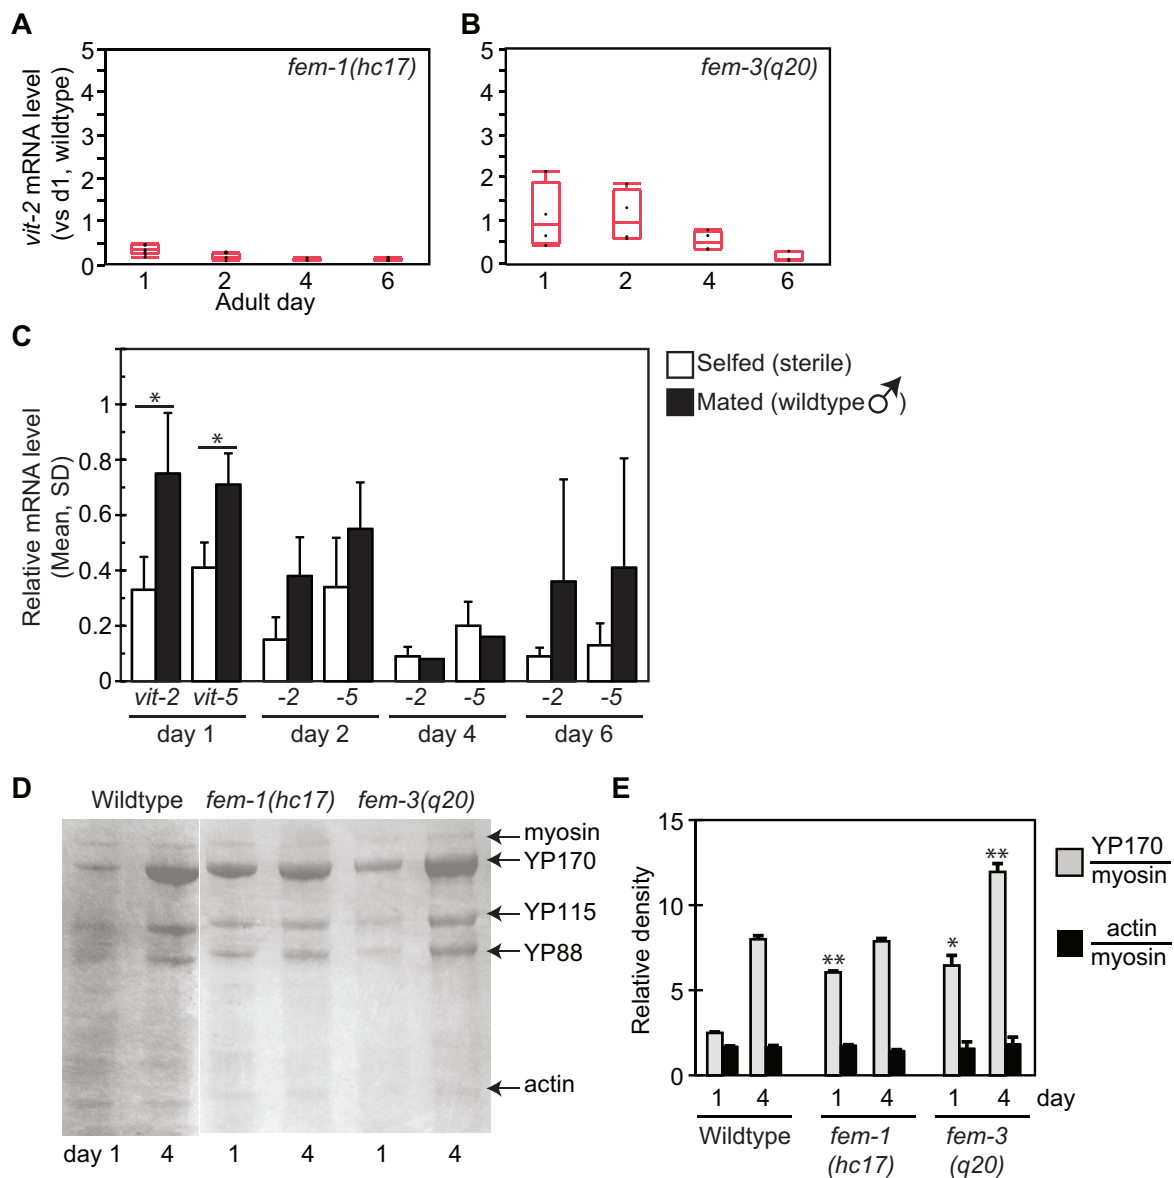 A
B
vit-2 mRNA level
(vs d1, wildtype)
5
4
3
2
1
0
fem-1(hc17)
1 2 4 6
Adult day
5
4
3
2
1
0
fem-3(q20)
1 2 4 6
C
Relative mRNA level
(Mean, SD)
1
0.8
0.6
0.4
0.2
0
* *
Selfed (sterile)
Mated (wildtype ♂)
vit-2 vit-5 -2 -5 -2 -5 -2 -5
day 1 day 2 day 4 day 6
D
Wildtype fem-1(hc17) fem-3(q20)
myosin
YP170
YP115
YP88
actin
day 1 4 1 4 1 4
E
Relative density
15
10
5
0
** * **
YP170
myosin
actin
myosin
1 4 1 4 1 4 day
Wildtype fem-1 fem-3
(hc17) (q20)